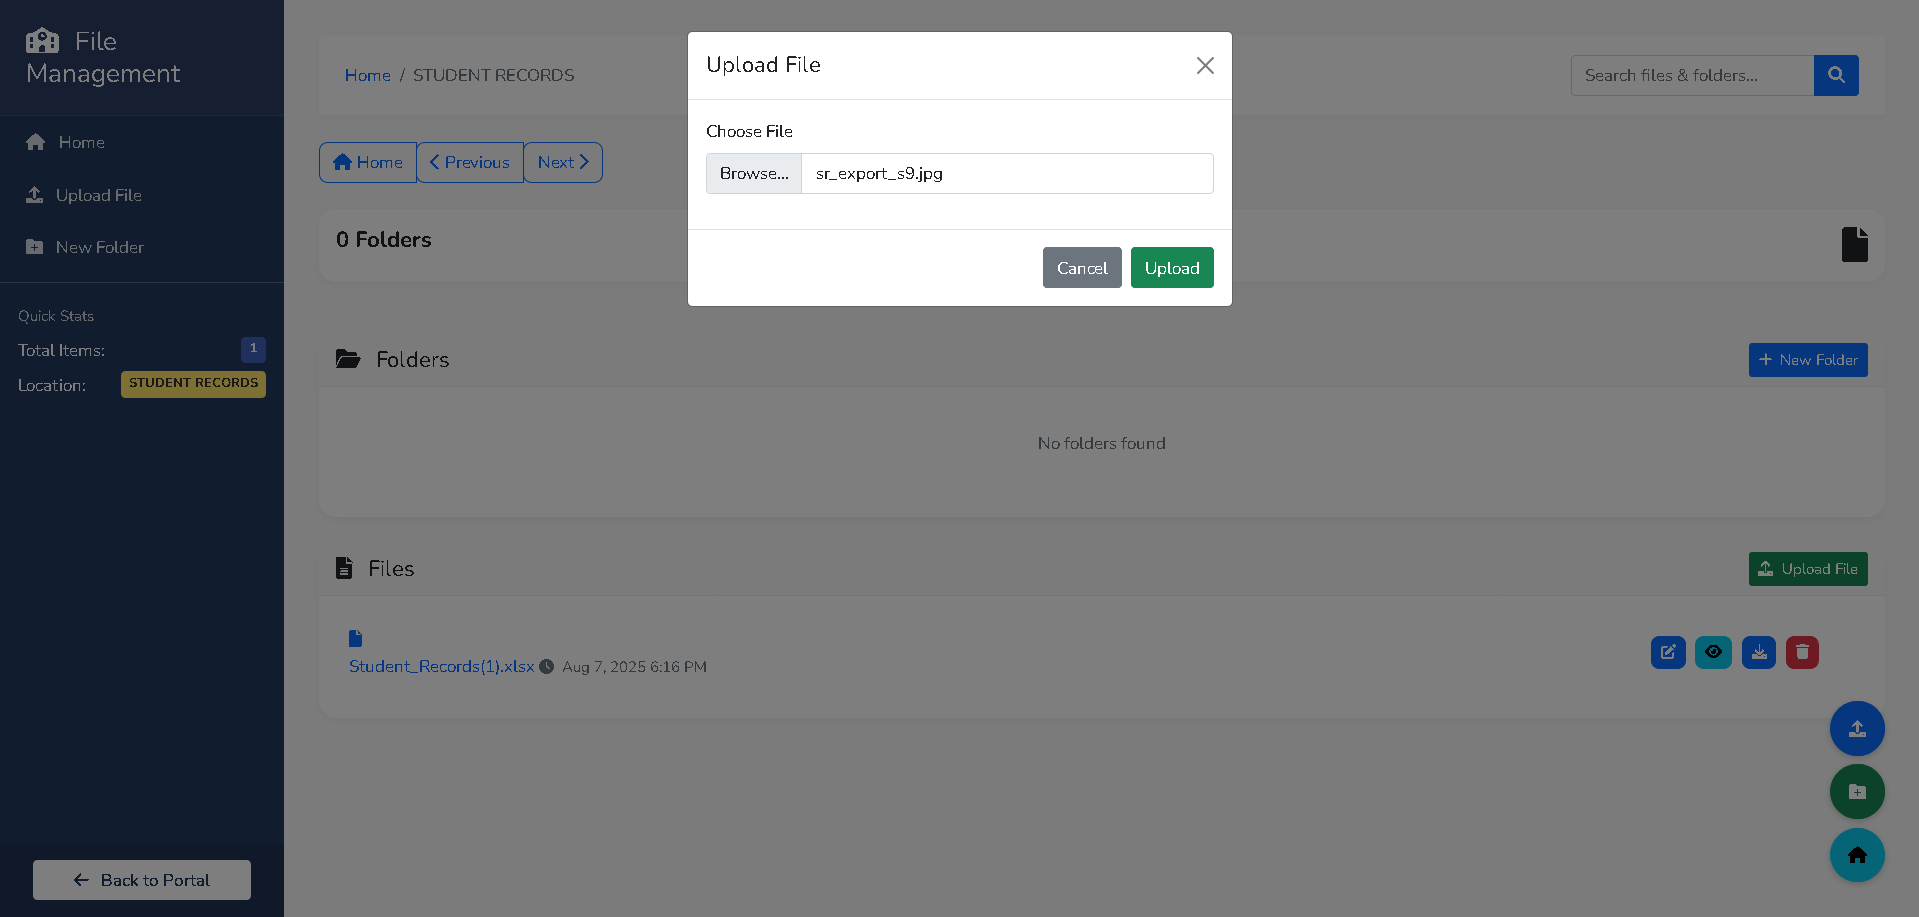 File
Management
Home
Upload File
New Folder
Quick Stats
Total Items: 1
Location: STUDENT RECORDS
Back to Portal
Home / STUDENT RECORDS
Search files & folders...
Home Previous Next
0 Folders
Folders
New Folder
No folders found
Files
Upload File
Student_Records(1).xlsx Aug 7, 2025 6:16 PM
Upload File
Choose File
Browse... sr_export_s9.jpg
Cancel Upload